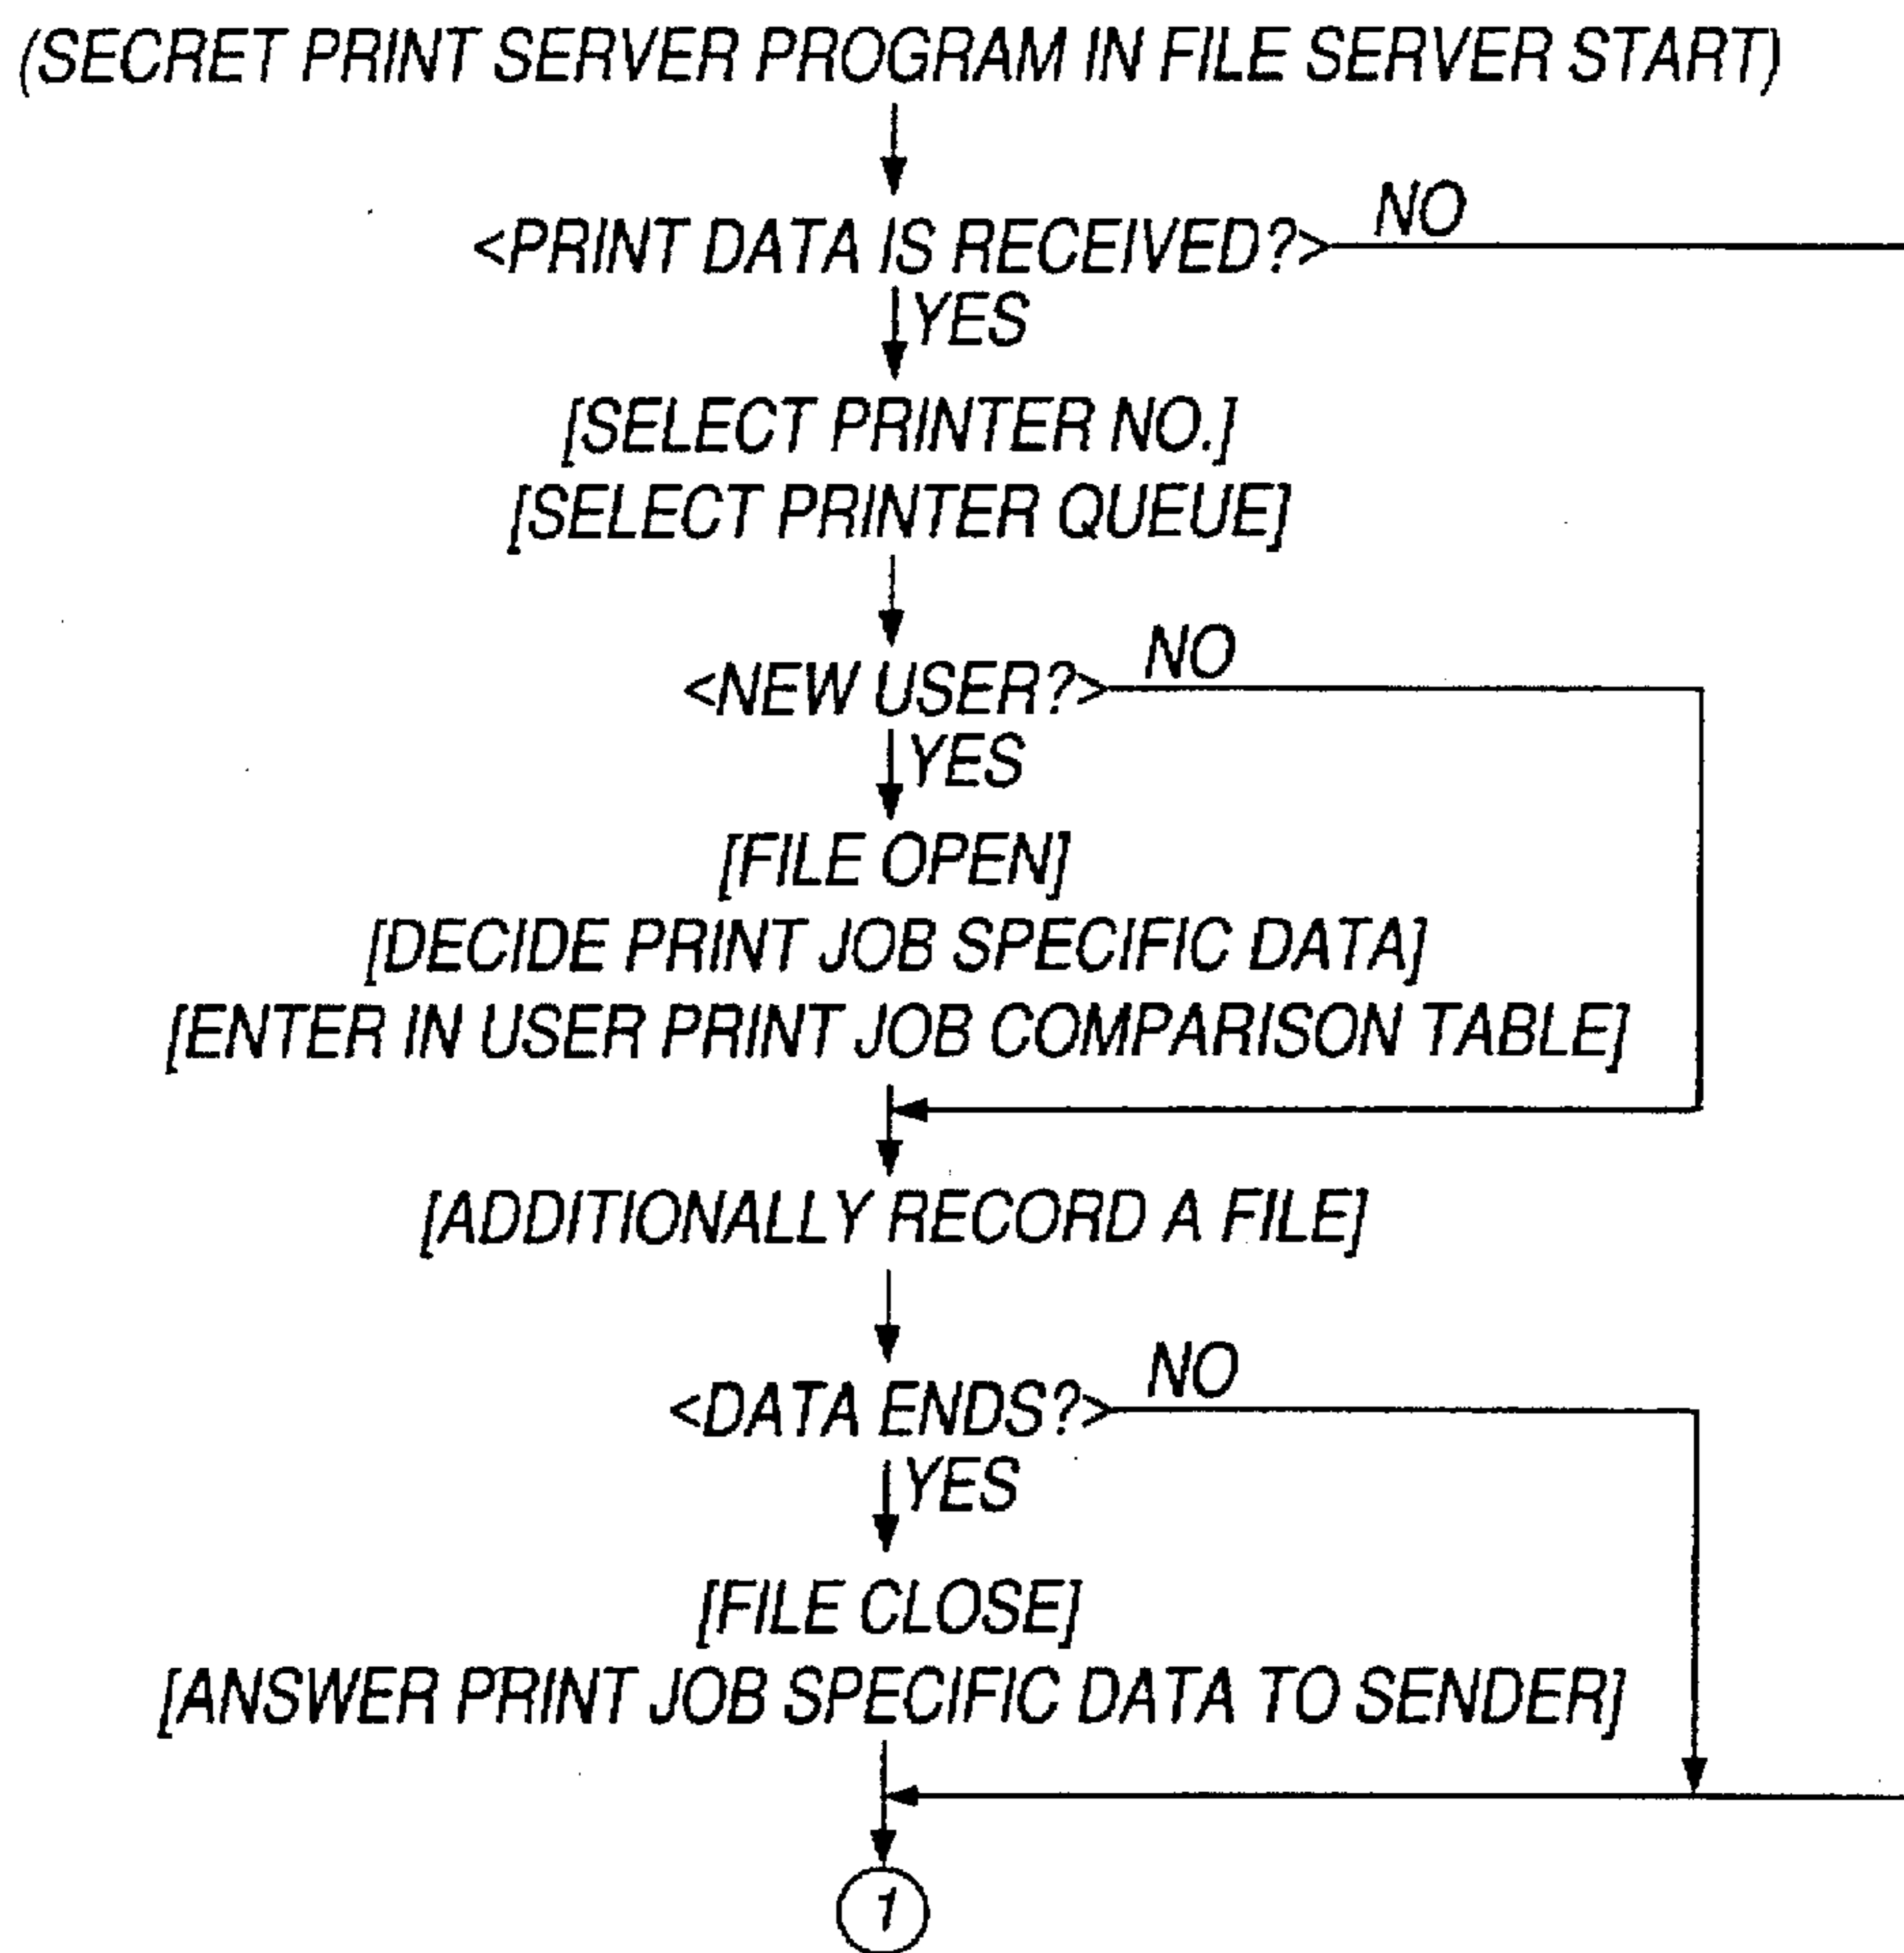 (SECRET PRINT SERVER PROGRAM IN FILE SERVER START)
<PRINT DATA IS RECEIVED?> NO
YES
[SELECT PRINTER NO.]
[SELECT PRINTER QUEUE]
<NEW USER?> NO
YES
[FILE OPEN]
[DECIDE PRINT JOB SPECIFIC DATA]
[ENTER IN USER PRINT JOB COMPARISON TABLE]
[ADDITIONALLY RECORD A FILE]
<DATA ENDS?> NO
YES
[FILE CLOSE]
[ANSWER PRINT JOB SPECIFIC DATA TO SENDER]
1